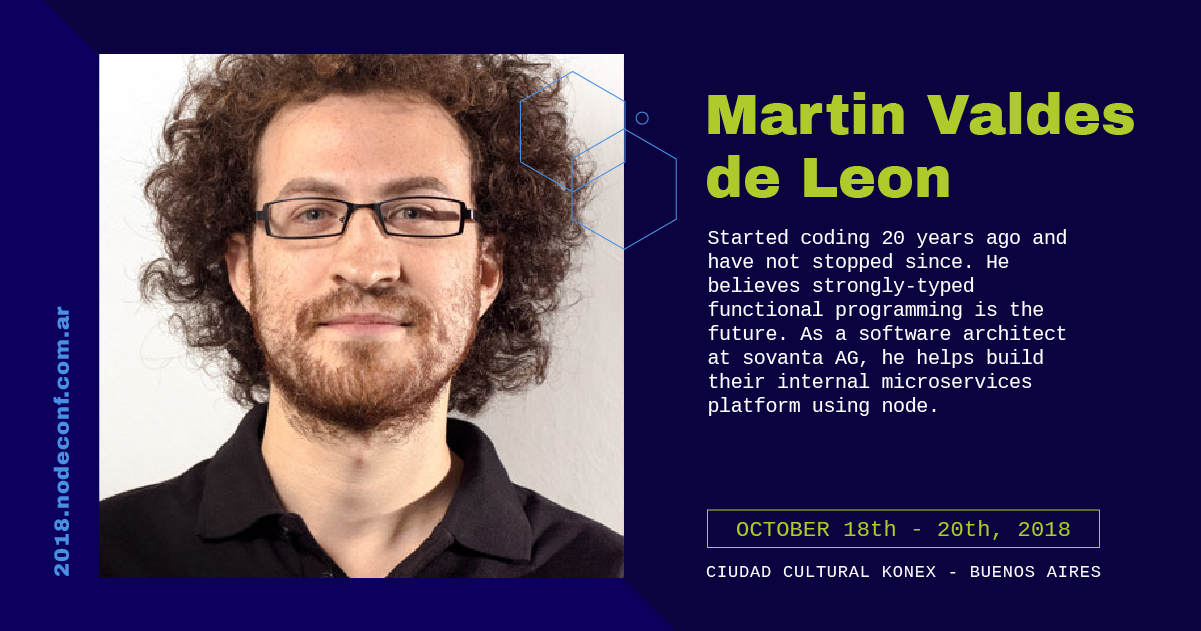 Martin Valdes
de Leon
Started coding 20 years ago and
have not stopped since. He
believes strongly-typed
functional programming is the
future. As a software architect
at sovanta AG, he helps build
their internal microservices
platform using node.
OCTOBER 18th - 20th, 2018
CIUDAD CULTURAL KONEX - BUENOS AIRES
2018.nodeconf.com.ar